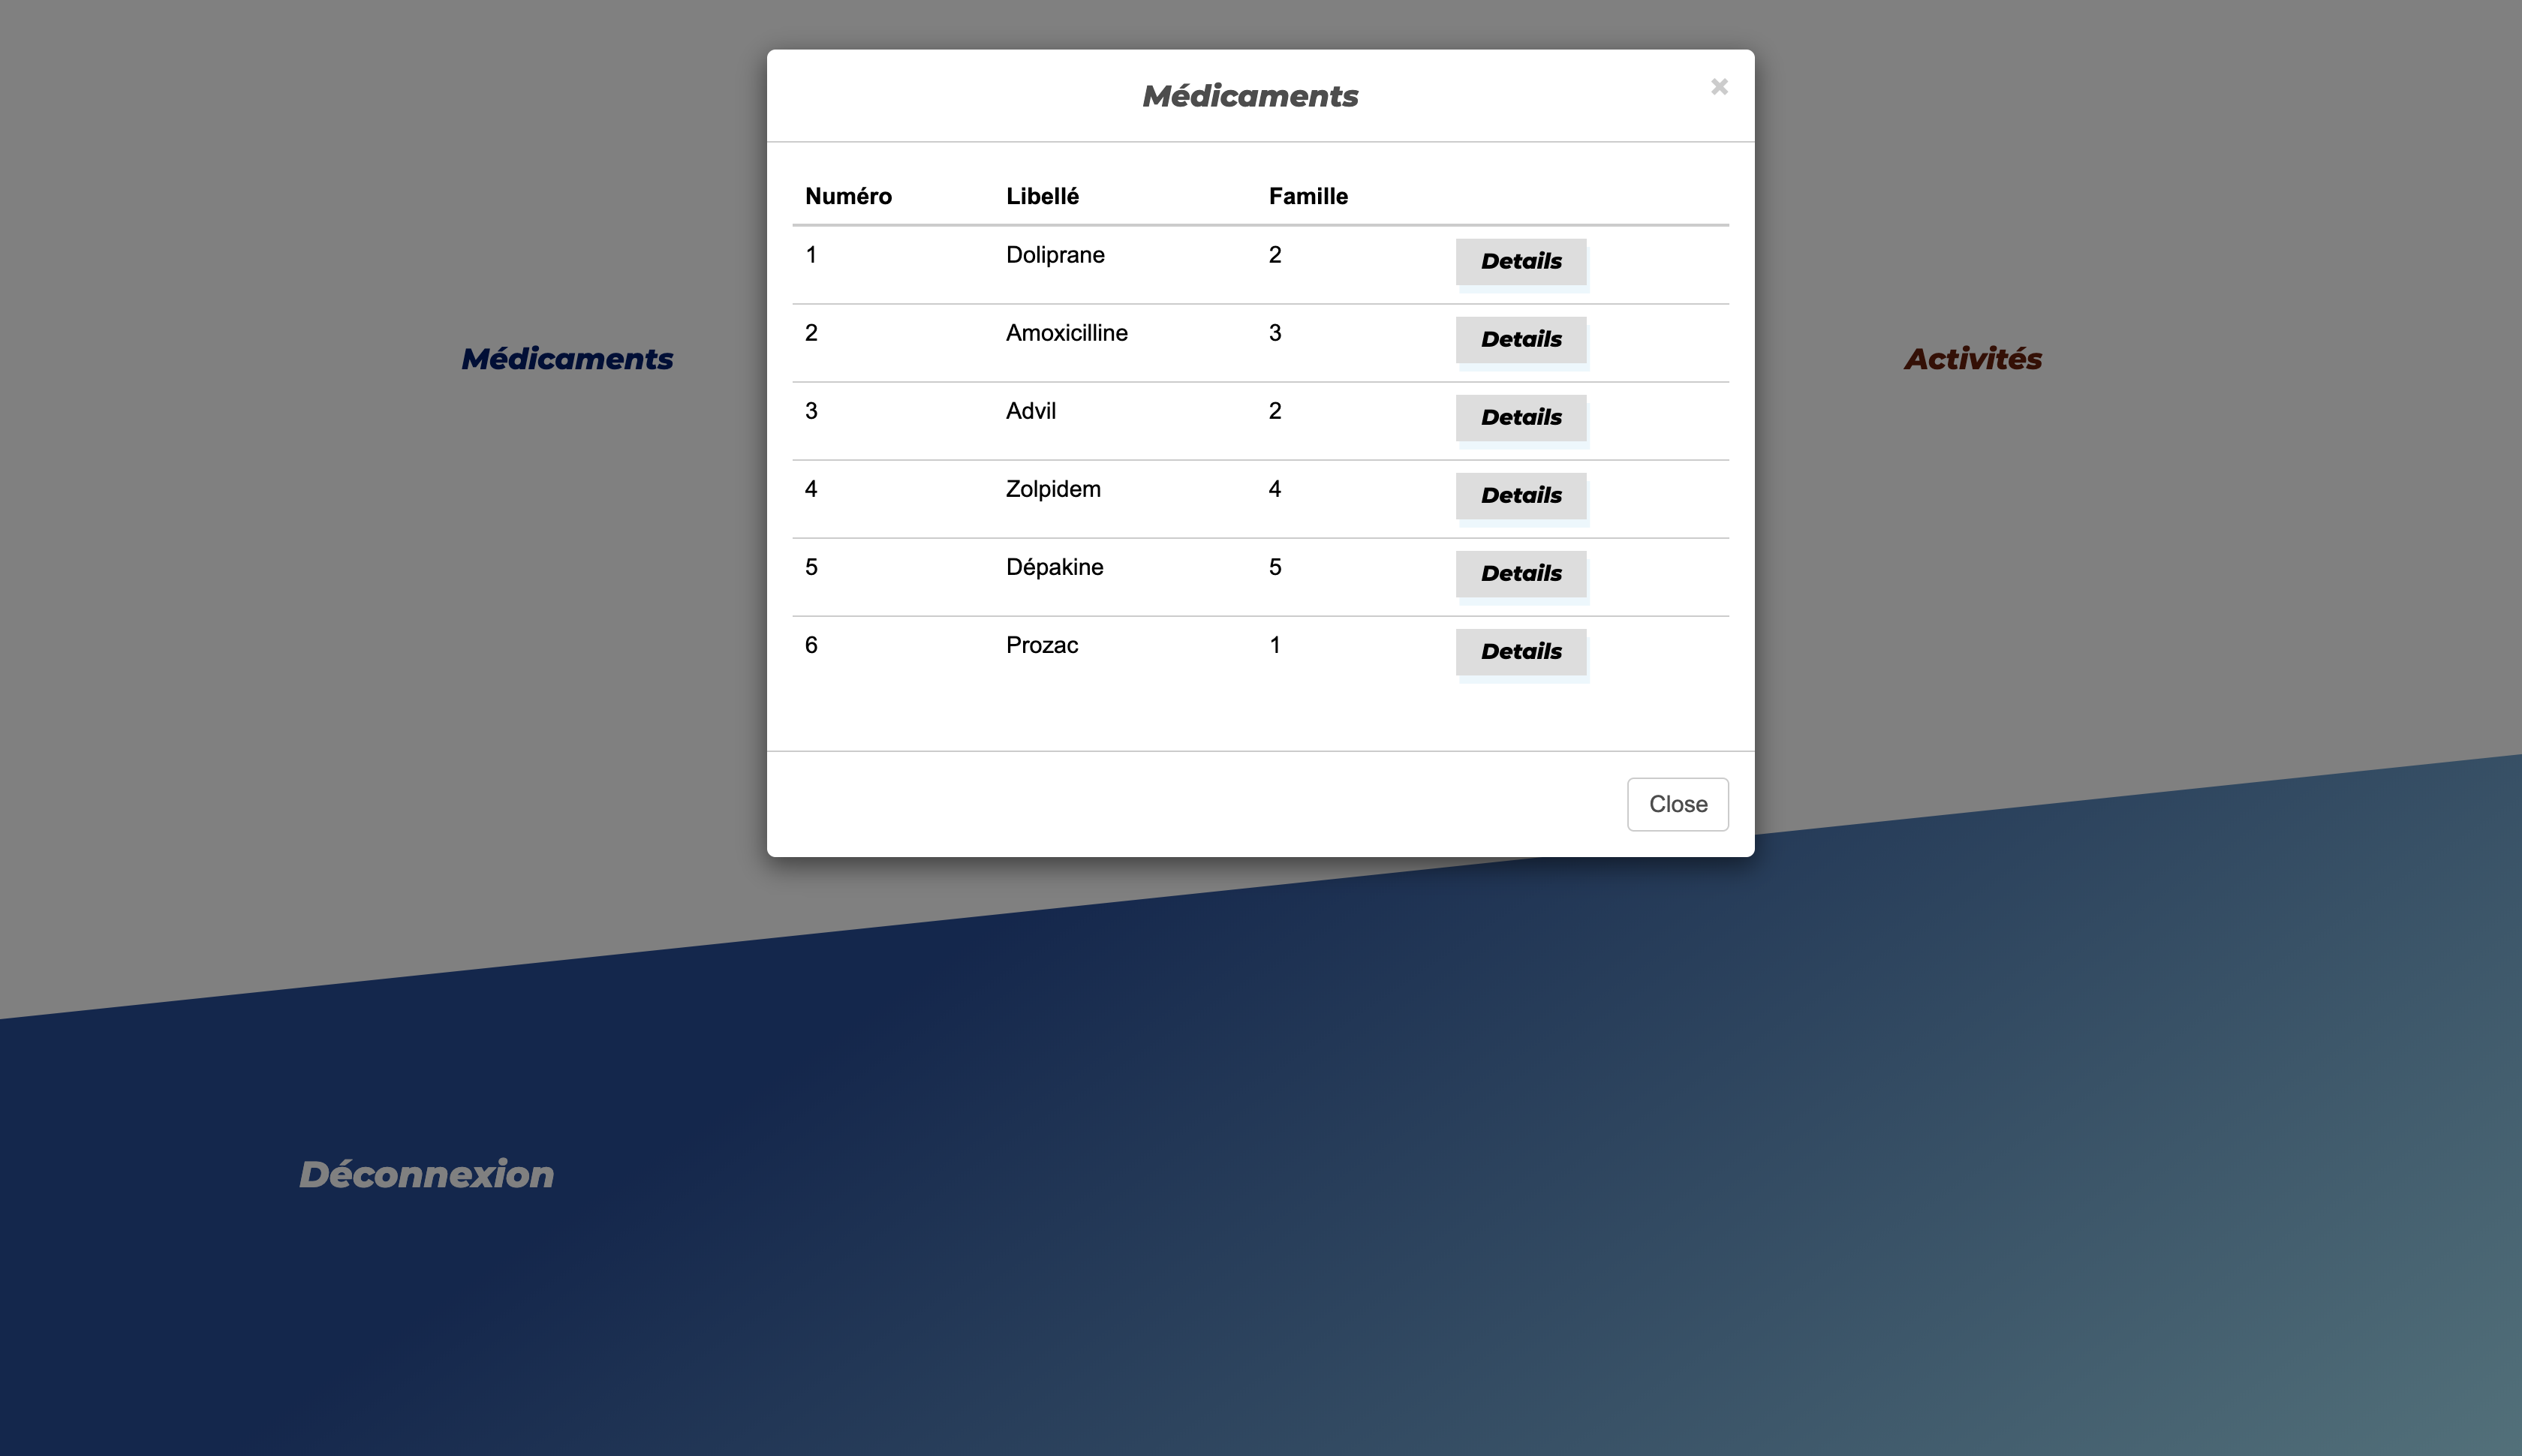 Médicaments ×
Numéro Libellé Famille
1 Doliprane 2 Details
2 Amoxicilline 3 Details
3 Advil 2 Details
4 Zolpidem 4 Details
5 Dépakine 5 Details
6 Prozac 1 Details
Close
Médicaments
Activités
Déconnexion